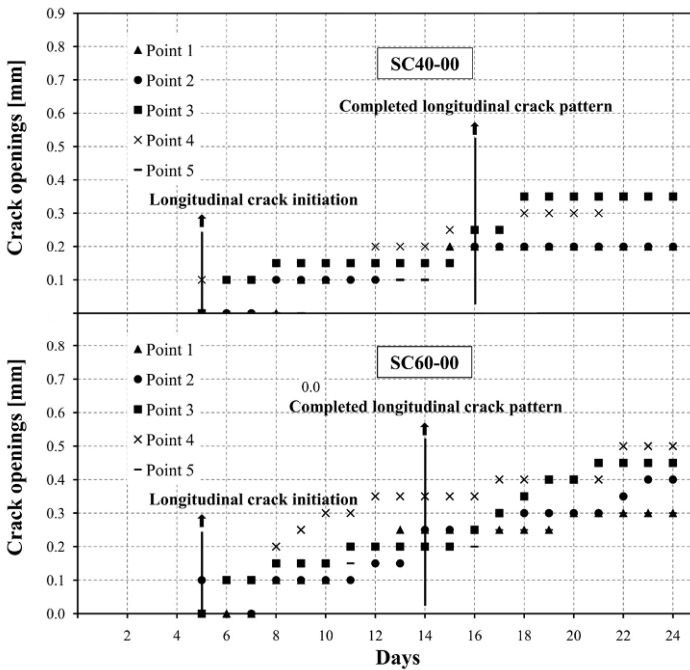 0.9
0.8
0.7
0.6
0.5
0.4
0.3
0.2
0.1
Crack openings [mm]
Point 1
Point 2
Point 3
Point 4
Point 5
SC40-00
Completed longitudinal crack pattern
Longitudinal crack initiation
0.8
0.7
0.6
0.5
0.4
0.3
0.2
0.1
0.0
Crack openings [mm]
Point 1
Point 2
Point 3
Point 4
Point 5
SC60-00
0.0
Completed longitudinal crack pattern
Longitudinal crack initiation
2 4 6 8 10 12 14 16 18 20 22 24
Days